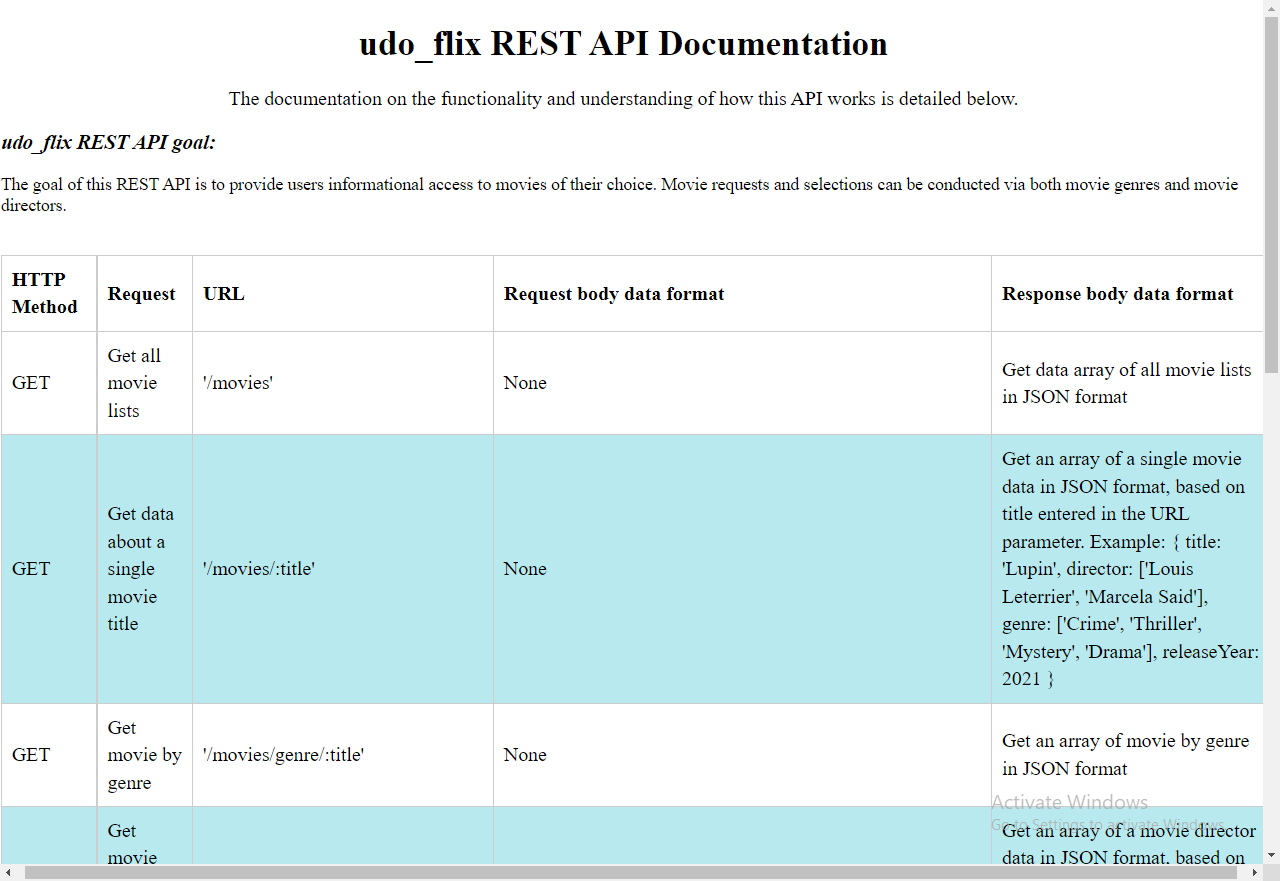 udo_flix REST API Documentation
The documentation on the functionality and understanding of how this API works is detailed below.
udo_flix REST API goal:
The goal of this REST API is to provide users informational access to movies of their choice. Movie requests and selections can be conducted via both movie genres and movie
directors.
HTTP
Method
Request
URL
Request body data format
Response body data format
GET
Get all
movie
lists
'/movies'
None
Get data array of all movie lists
in JSON format
GET
Get data
about a
single
movie
title
'/movies/:title'
None
Get an array of a single movie
data in JSON format, based on
title entered in the URL
parameter. Example: { title:
'Lupin', director: ['Louis
Leterrier', 'Marcela Said'],
genre: ['Crime', 'Thriller',
'Mystery', 'Drama'], releaseYear:
2021 }
GET
Get
movie by
genre
'/movies/genre/:title'
None
Get an array of movie by genre
in JSON format
Get
movie
Get an array of a movie director
data in JSON format, based on
Activate Windows
Go to Settings to activate Windows.